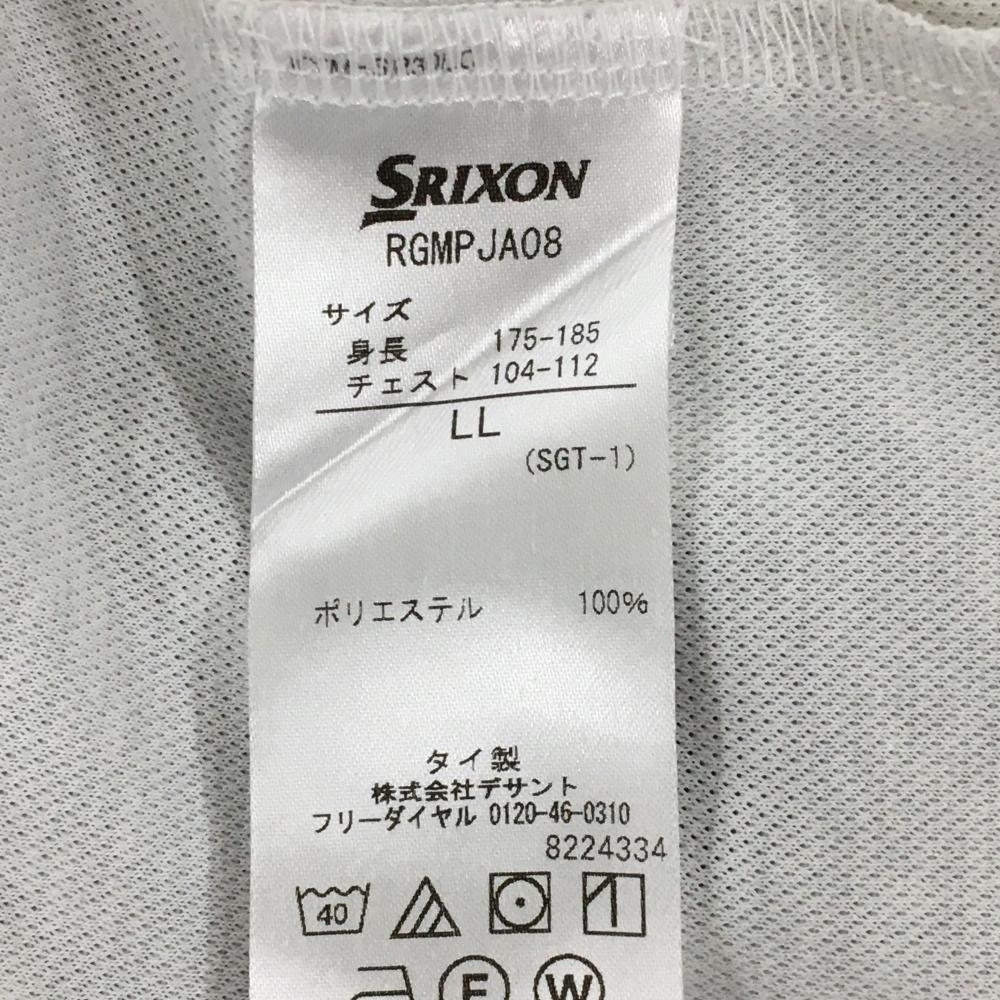 SRIXON
RGMPJA08
サイズ
身長 175-185
チェスト 104-112
LL
(SGT-1)
ポリエステル 100%
タイ製
株式会社デサント
フリーダイヤル 0120-46-0310
8224334
40
F W